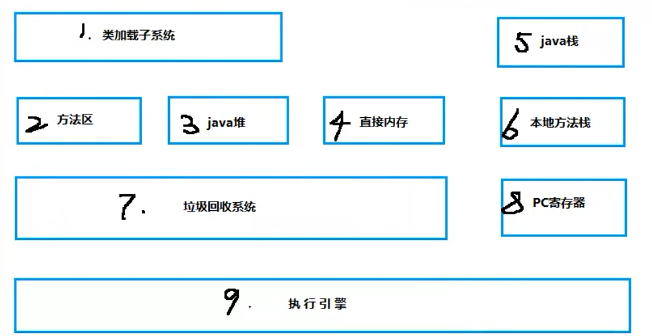 1. 类加载子系统
5 java栈
2 方法区
3 java堆
4 直接内存
6 本地方法栈
7. 垃圾回收系统
8 PC寄存器
9. 执行引擎